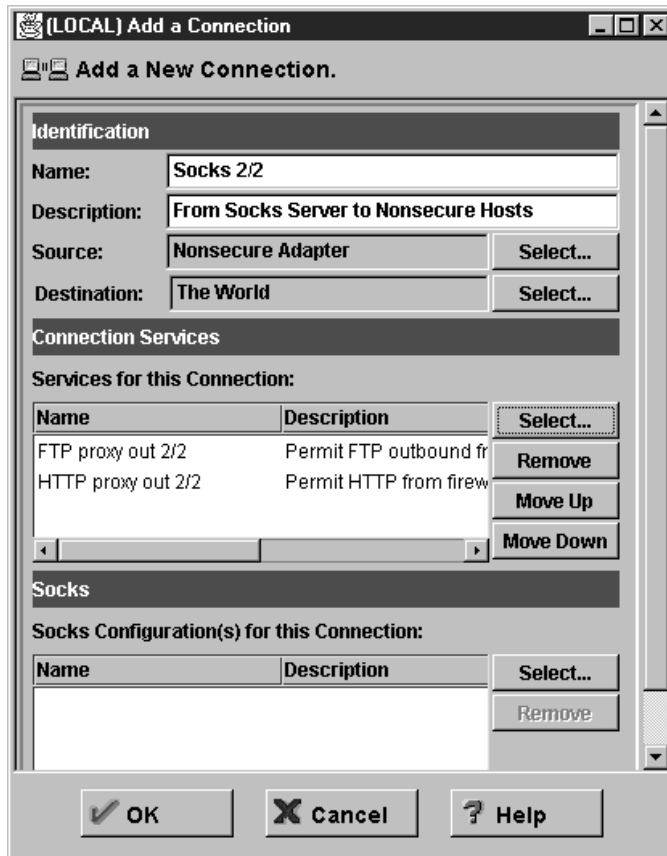 (LOCAL) Add a Connection
Add a New Connection.
Identification
Name: Socks 2/2
Description: From Socks Server to Nonsecure Hosts
Source: Nonsecure Adapter Select...
Destination: The World Select...
Connection Services
Services for this Connection:
Name Description Select...
FTP proxy out 2/2 Permit FTP outbound fr
Remove
HTTP proxy out 2/2 Permit HTTP from firew
Move Up
Move Down
Socks
Socks Configuration(s) for this Connection:
Name Description Select...
Remove
OK Cancel ? Help